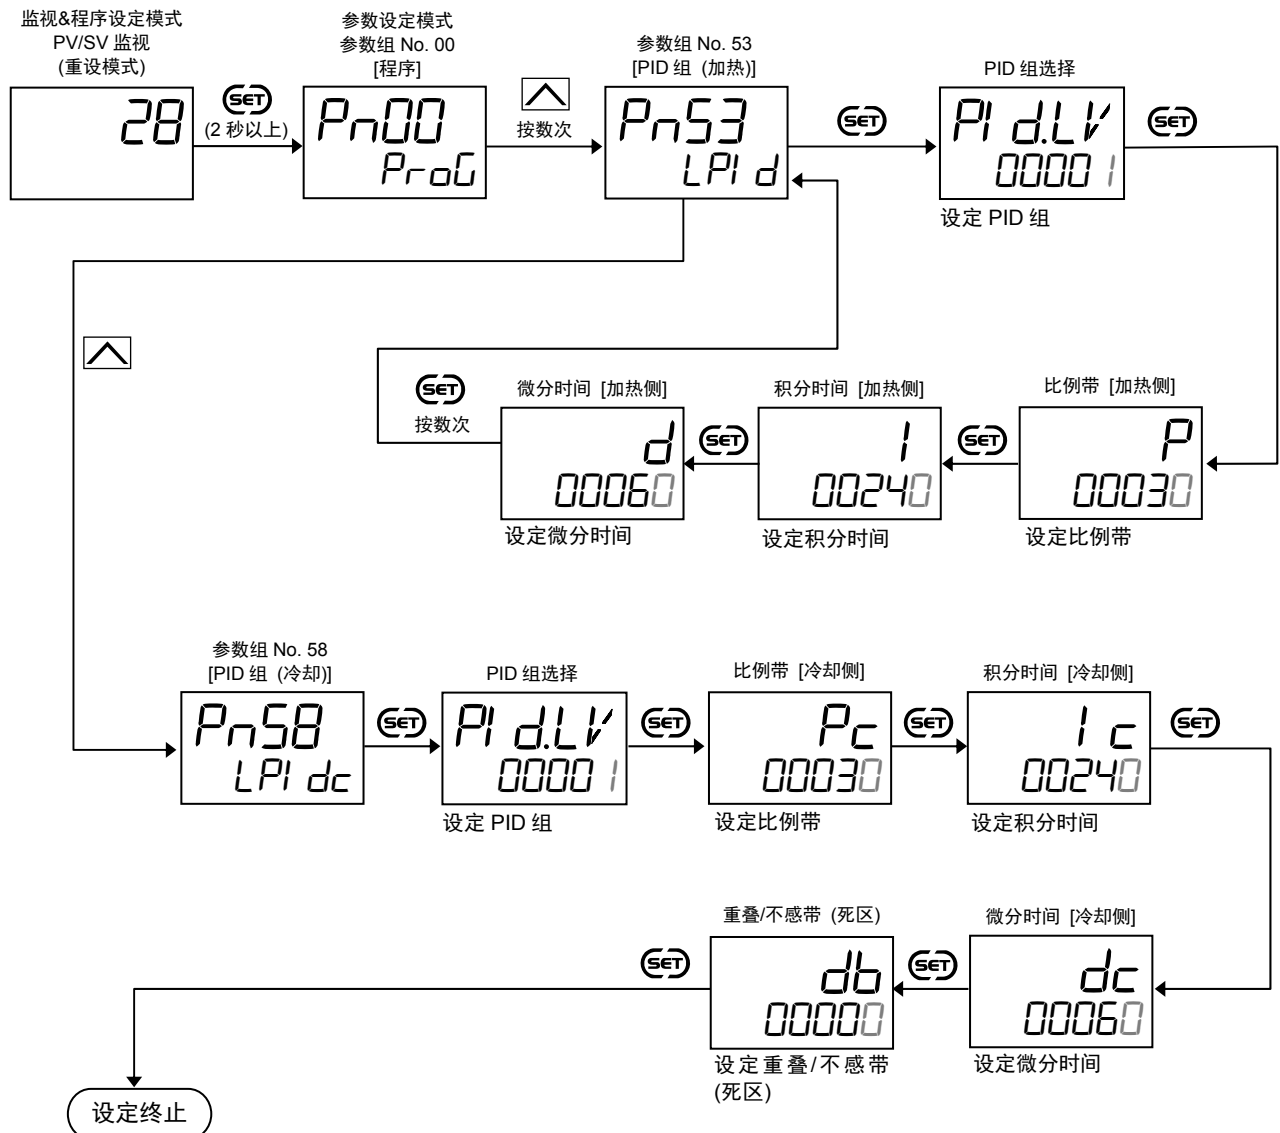 监视&程序设定模式
PV/SV 监视
(重设模式)
28
SET
(2 秒以上)
参数设定模式
参数组 No. 00
[程序]
Pn00
ProG
按数次
参数组 No. 53
[PID 组 (加热)]
Pn53
LPId
SET
PID 组选择
PId.LV
00001
设定 PID 组
SET
比例带 [加热侧]
P
00030
设定比例带
SET
积分时间 [加热侧]
I
00240
设定积分时间
SET
微分时间 [加热侧]
d
00060
设定微分时间
SET
按数次
参数组 No. 58
[PID 组 (冷却)]
Pn58
LPIdc
SET
PID 组选择
PId.LV
00001
设定 PID 组
SET
比例带 [冷却侧]
Pc
00030
设定比例带
SET
积分时间 [冷却侧]
Ic
00240
设定积分时间
SET
微分时间 [冷却侧]
dc
00060
设定微分时间
SET
重叠/不感带 (死区)
db
00000
设定重叠/不感带
(死区)
SET
设定终止